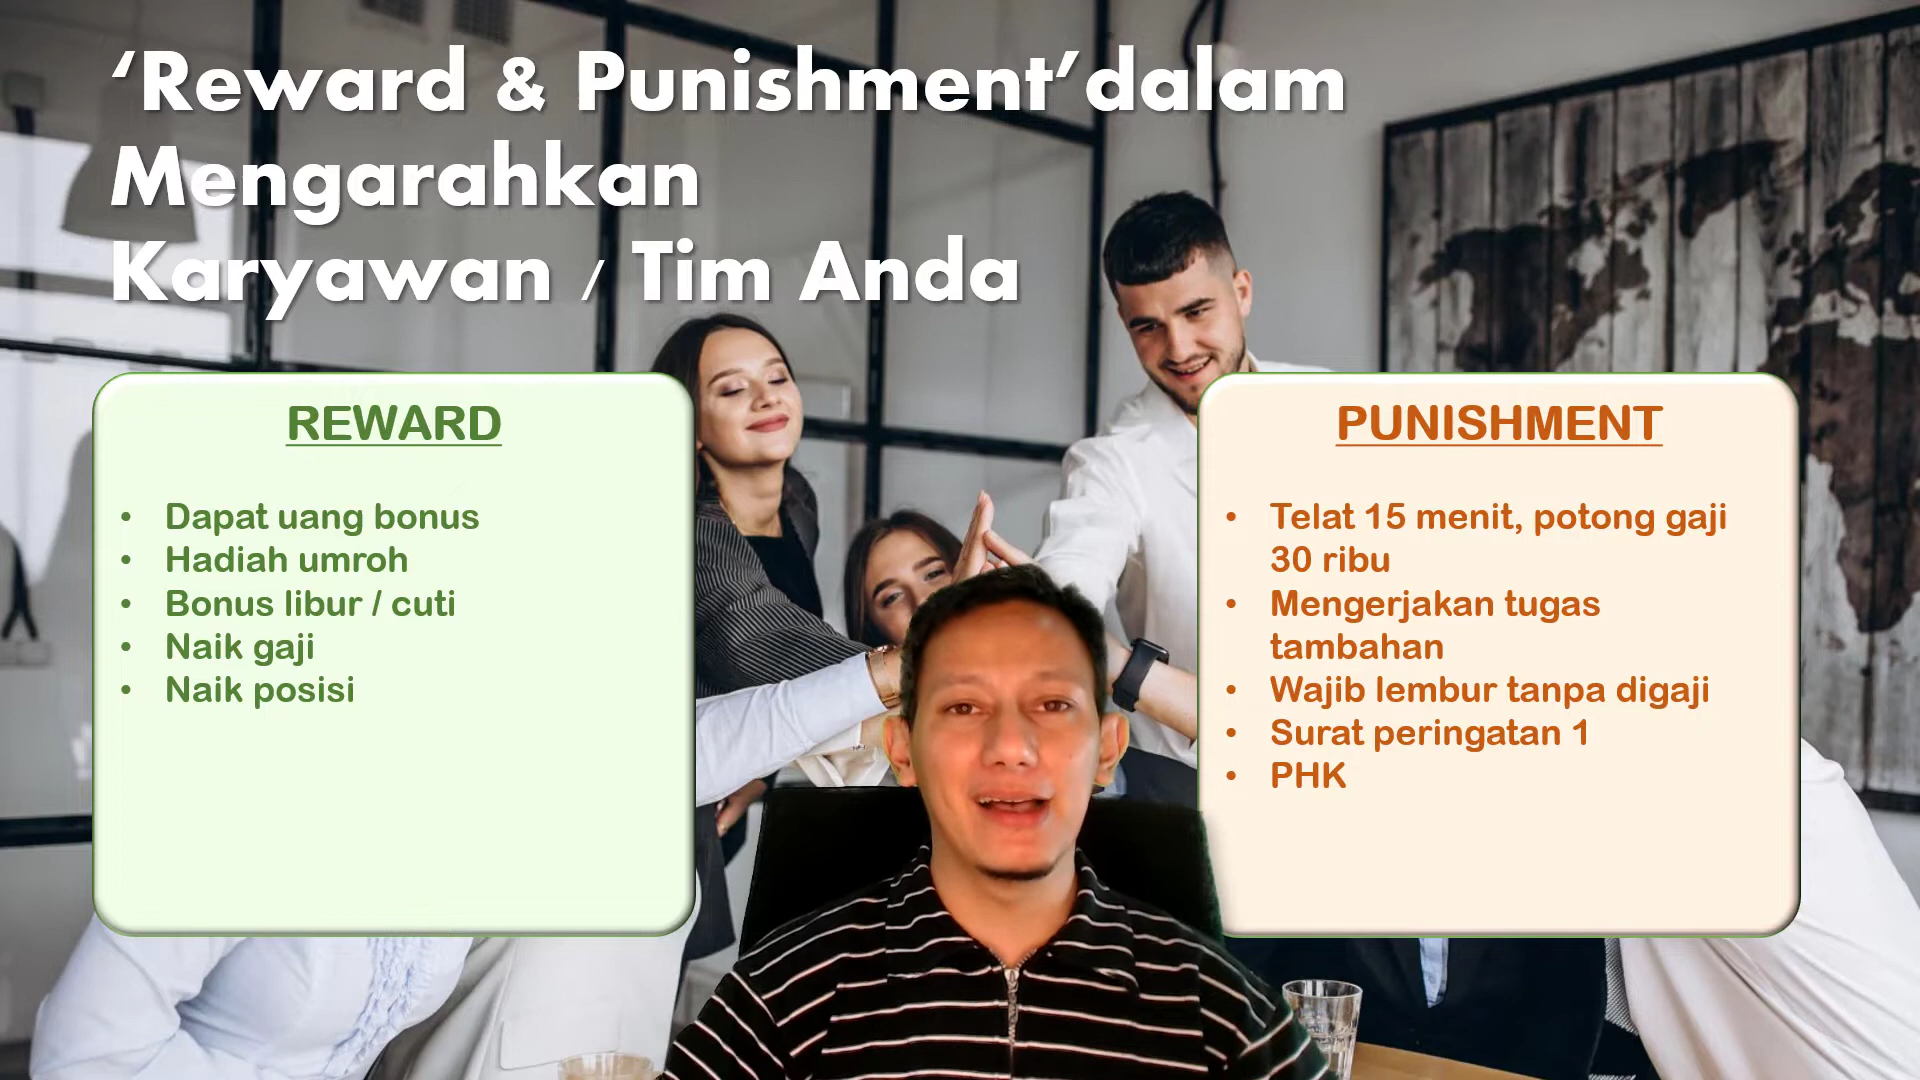 ‘Reward & Punishment’dalam
Mengarahkan
Karyawan / Tim Anda
REWARD
• Dapat uang bonus
• Hadiah umroh
• Bonus libur / cuti
• Naik gaji
• Naik posisi
PUNISHMENT
• Telat 15 menit, potong gaji
30 ribu
• Mengerjakan tugas
tambahan
• Wajib lembur tanpa digaji
• Surat peringatan 1
• PHK